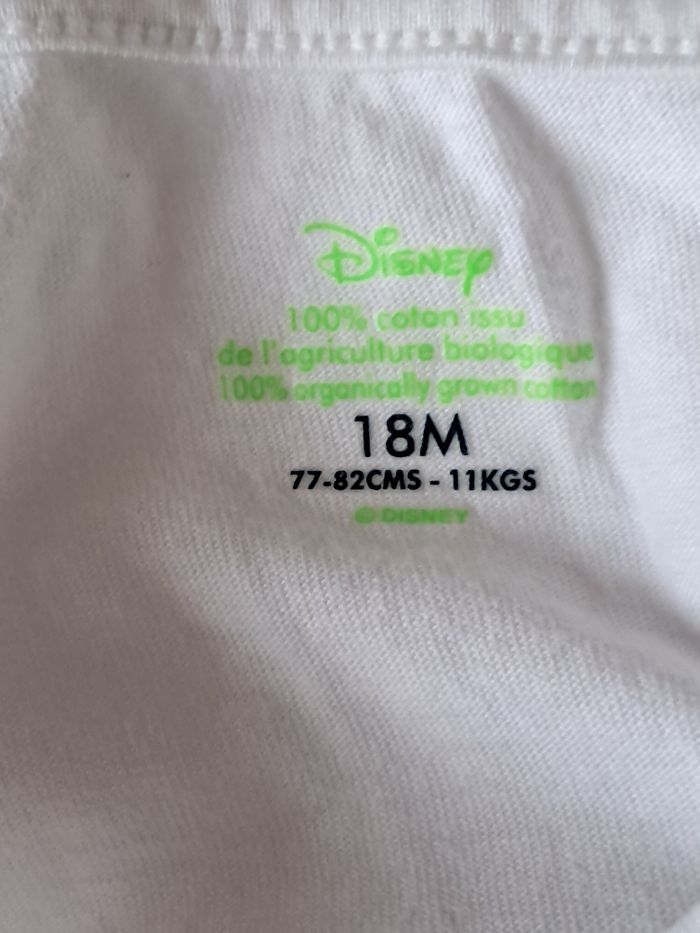 Disney
100% coton issu
de l'agriculture biologique
100% organically grown cotton
18M
77-82CMS - 11KGS
© DISNEY